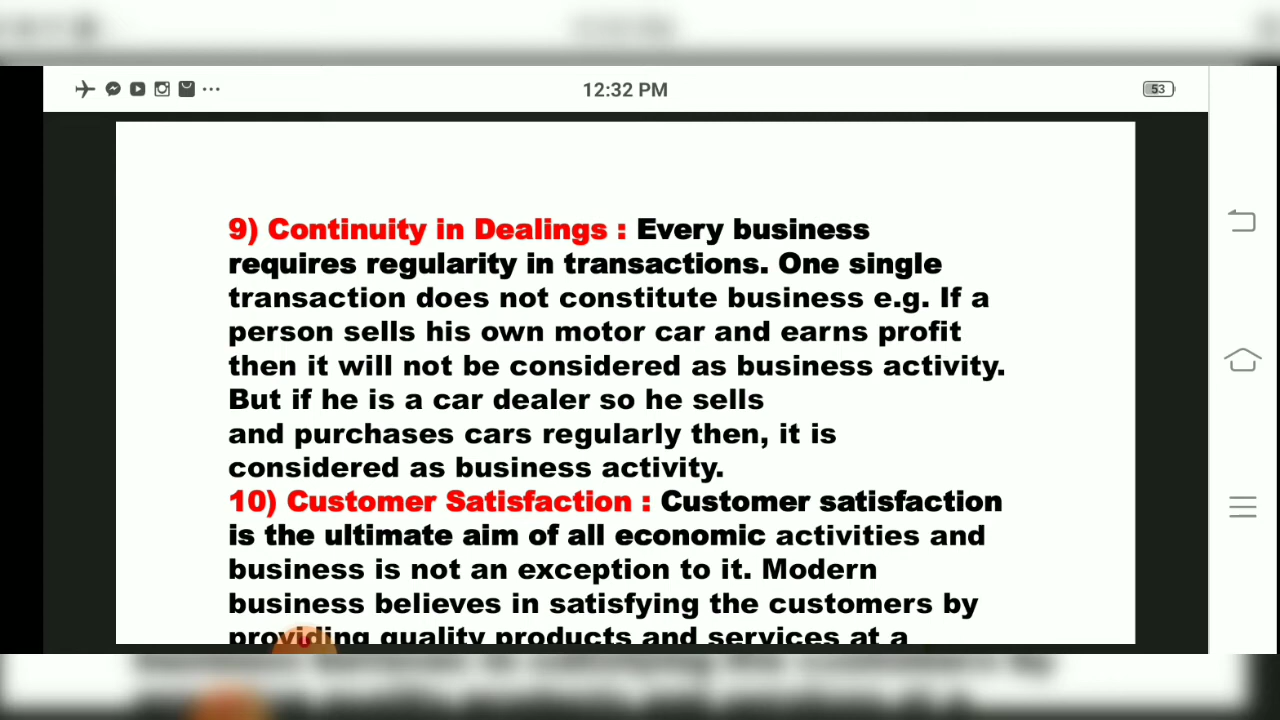 12:32 PM
53
9) Continuity in Dealings : Every business
requires regularity in transactions. One single
transaction does not constitute business e.g. If a
person sells his own motor car and earns profit
then it will not be considered as business activity.
But if he is a car dealer so he sells
and purchases cars regularly then, it is
considered as business activity.
10) Customer Satisfaction : Customer satisfaction
is the ultimate aim of all economic activities and
business is not an exception to it. Modern
business believes in satisfying the customers by
providing quality products and services at a